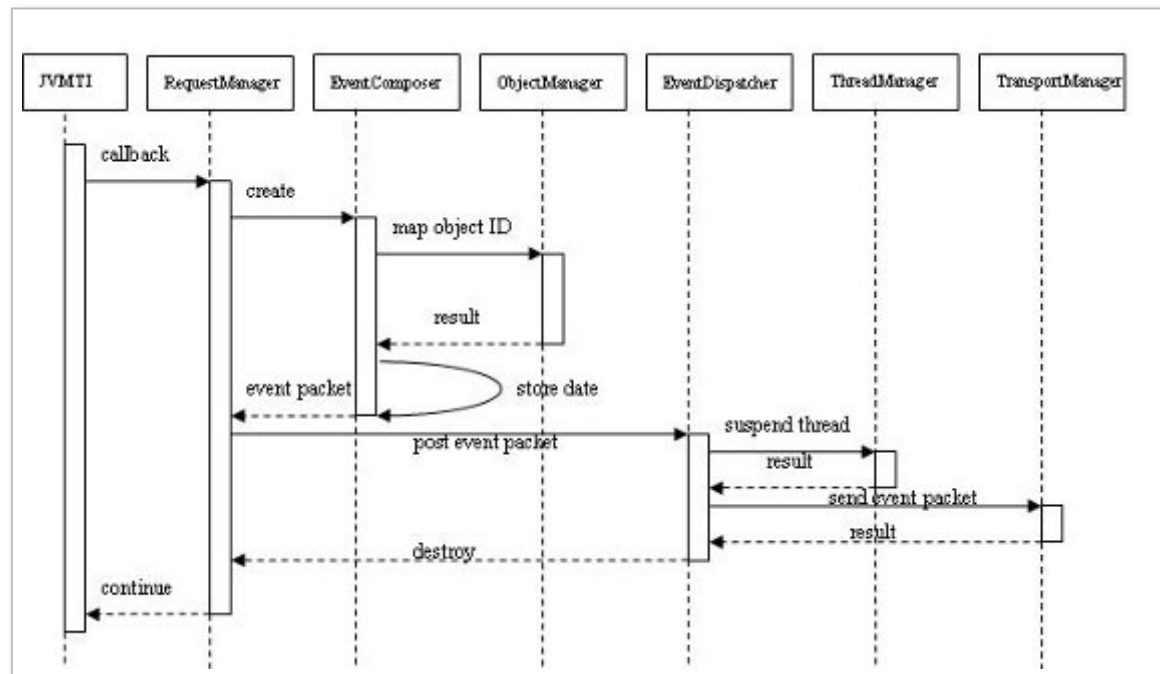 JVMTI
RequestManager
EventComposer
ObjectManager
EventDispatcher
ThreadManager
TransportManager
callback
create
map object ID
result
store date
event packet
post event packet
suspend thread
result
send event packet
result
destroy
continue